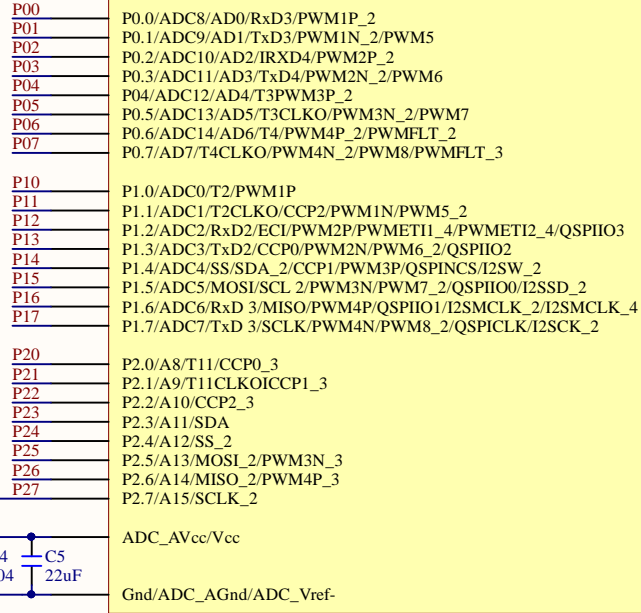 P00 P0.0/ADC8/AD0/RxD3/PWM1P_2
P01 P0.1/ADC9/AD1/TxD3/PWM1N_2/PWM5
P02 P0.2/ADC10/AD2/IRXD4/PWM2P_2
P03 P0.3/ADC11/AD3/TxD4/PWM2N_2/PWM6
P04 P04/ADC12/AD4/T3PWM3P_2
P05 P0.5/ADC13/AD5/T3CLKO/PWM3N_2/PWM7
P06 P0.6/ADC14/AD6/T4/PWM4P_2/PWMFLT_2
P07 P0.7/AD7/T4CLKO/PWM4N_2/PWM8/PWMFLT_3
P10 P1.0/ADC0/T2/PWM1P
P11 P1.1/ADC1/T2CLKO/CCP2/PWM1N/PWM5_2
P12 P1.2/ADC2/RxD2/ECI/PWM2P/PWMETI1_4/PWMETI2_4/QSPIIO3
P13 P1.3/ADC3/TxD2/CCP0/PWM2N/PWM6_2/QSPIIO2
P14 P1.4/ADC4/SS/SDA_2/CCP1/PWM3P/QSPINCS/I2SW_2
P15 P1.5/ADC5/MOSI/SCL 2/PWM3N/PWM7_2/QSPIIO0/I2SSD_2
P16 P1.6/ADC6/RxD 3/MISO/PWM4P/QSPIIO1/I2SMCLK_2/I2SMCLK_4
P17 P1.7/ADC7/TxD 3/SCLK/PWM4N/PWM8_2/QSPICLK/I2SCK_2
P20 P2.0/A8/T11/CCP0_3
P21 P2.1/A9/T11CLKOICCP1_3
P22 P2.2/A10/CCP2_3
P23 P2.3/A11/SDA
P24 P2.4/A12/SS_2
P25 P2.5/A13/MOSI_2/PWM3N_3
P26 P2.6/A14/MISO_2/PWM4P_3
P27 P2.7/A15/SCLK_2
ADC_AVcc/Vcc
4 C5
04 22uF
Gnd/ADC_AGnd/ADC_Vref-